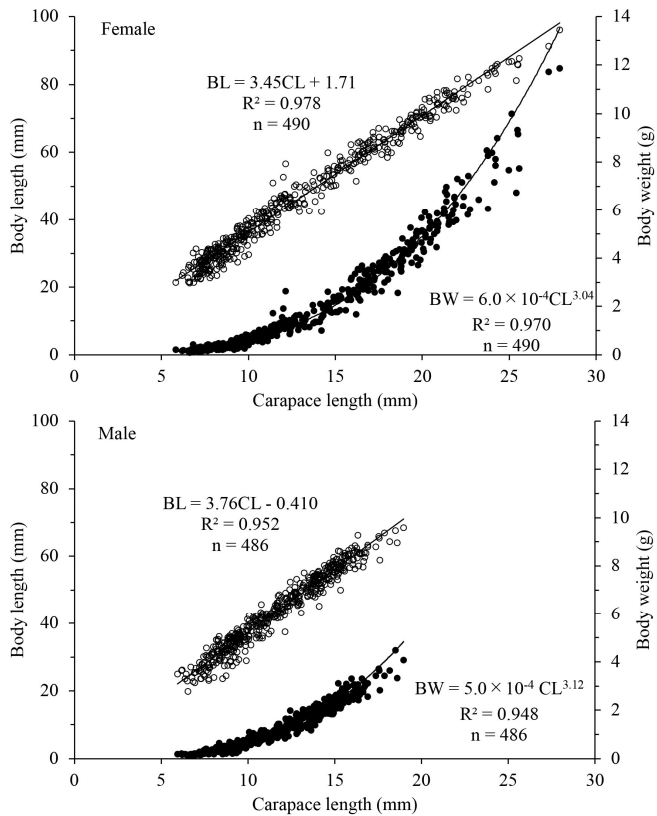 Female
BL = 3.45CL + 1.71
R² = 0.978
n = 490
BW = 6.0 × 10⁻⁴CL³·⁰⁴
R² = 0.970
n = 490
Body length (mm)
100
80
60
40
20
0
Body weight (g)
14
12
10
8
6
4
2
0
0 5 10 15 20 25 30
Carapace length (mm)
Male
BL = 3.76CL - 0.410
R² = 0.952
n = 486
BW = 5.0 × 10⁻⁴ CL³·¹²
R² = 0.948
n = 486
Body length (mm)
100
80
60
40
20
0
Body weight (g)
14
12
10
8
6
4
2
0
0 5 10 15 20 25 30
Carapace length (mm)